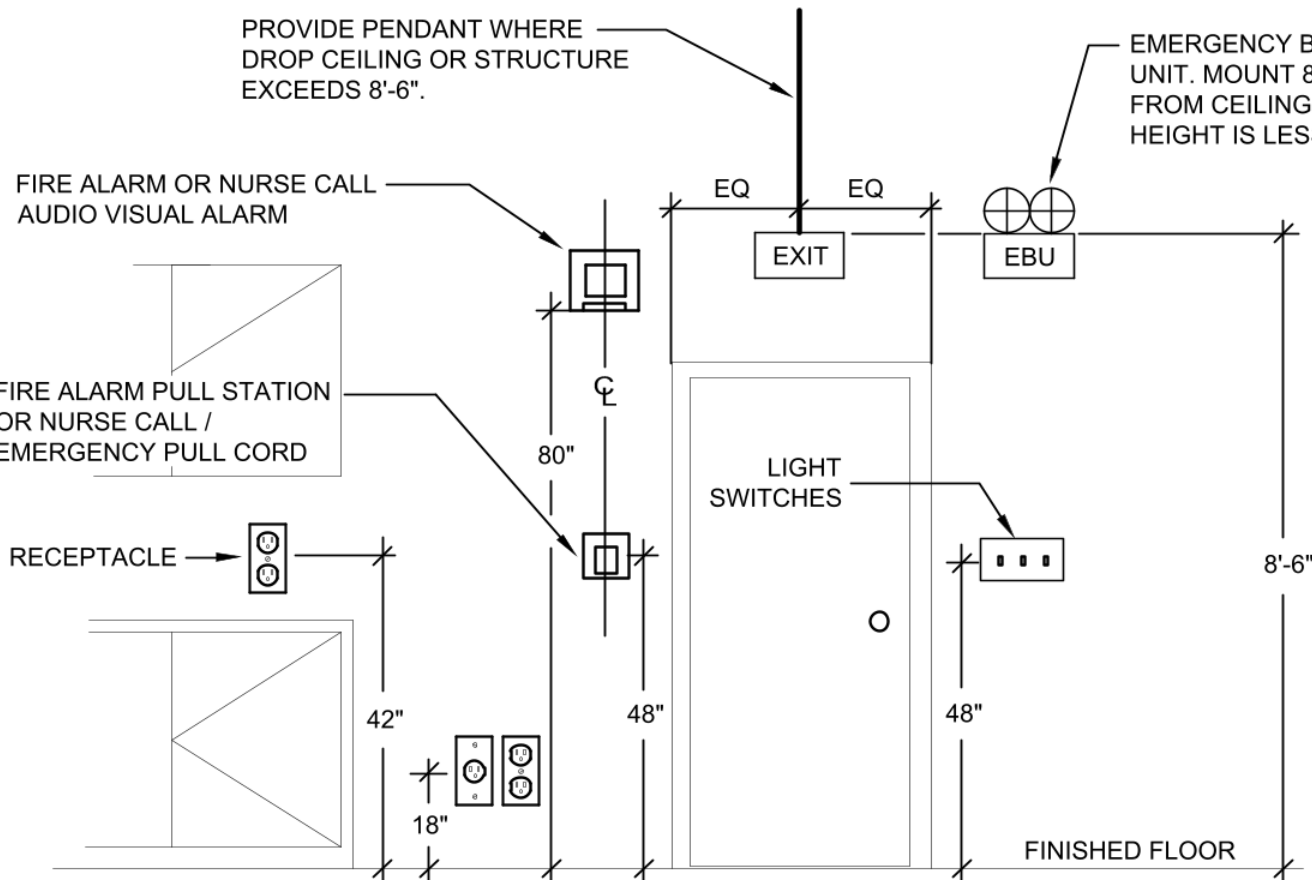 PROVIDE PENDANT WHERE
DROP CEILING OR STRUCTURE
EXCEEDS 8'-6".
EMERGENCY B
UNIT. MOUNT 8
FROM CEILING
HEIGHT IS LES
FIRE ALARM OR NURSE CALL
AUDIO VISUAL ALARM
EQ
EQ
EXIT
EBU
FIRE ALARM PULL STATION
OR NURSE CALL /
EMERGENCY PULL CORD
CL
80"
LIGHT
SWITCHES
RECEPTACLE
8'-6"
42"
48"
48"
18"
FINISHED FLOOR